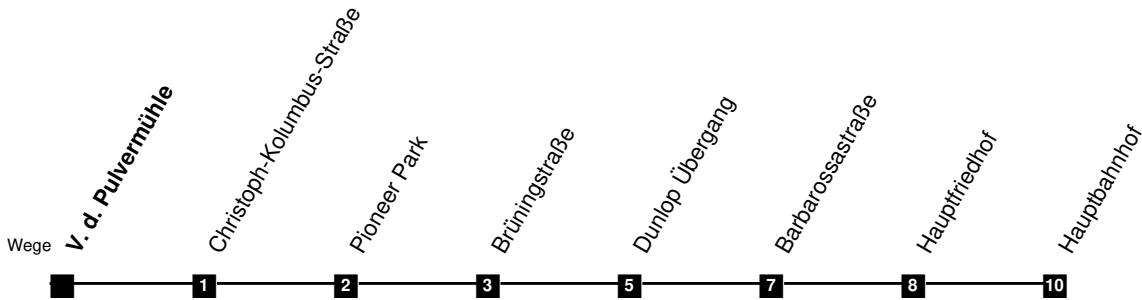 Wege
V. d. Pulvermühle
Christoph-Kolumbus-Straße
Pioneer Park
Brüningstraße
Dunlop Übergang
Barbarossastraße
Hauptfriedhof
Hauptbahnhof
1
2
3
5
7
8
10